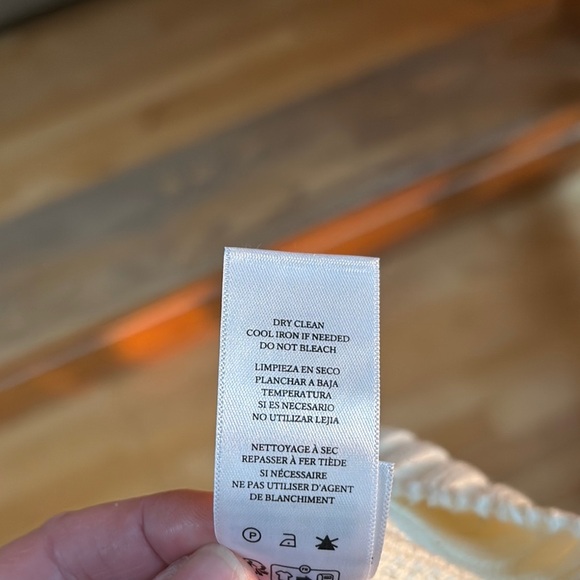 DRY CLEAN
COOL IRON IF NEEDED
DO NOT BLEACH
LIMPIEZA EN SECO
PLANCHAR A BAJA
TEMPERATURA
SI ES NECESARIO
NO UTILIZAR LEJIA
NETTOYAGE À SEC
REPASSER À FER TIÈDE
SI NÉCESSAIRE
NE PAS UTILISER D'AGENT
DE BLANCHIMENT
P